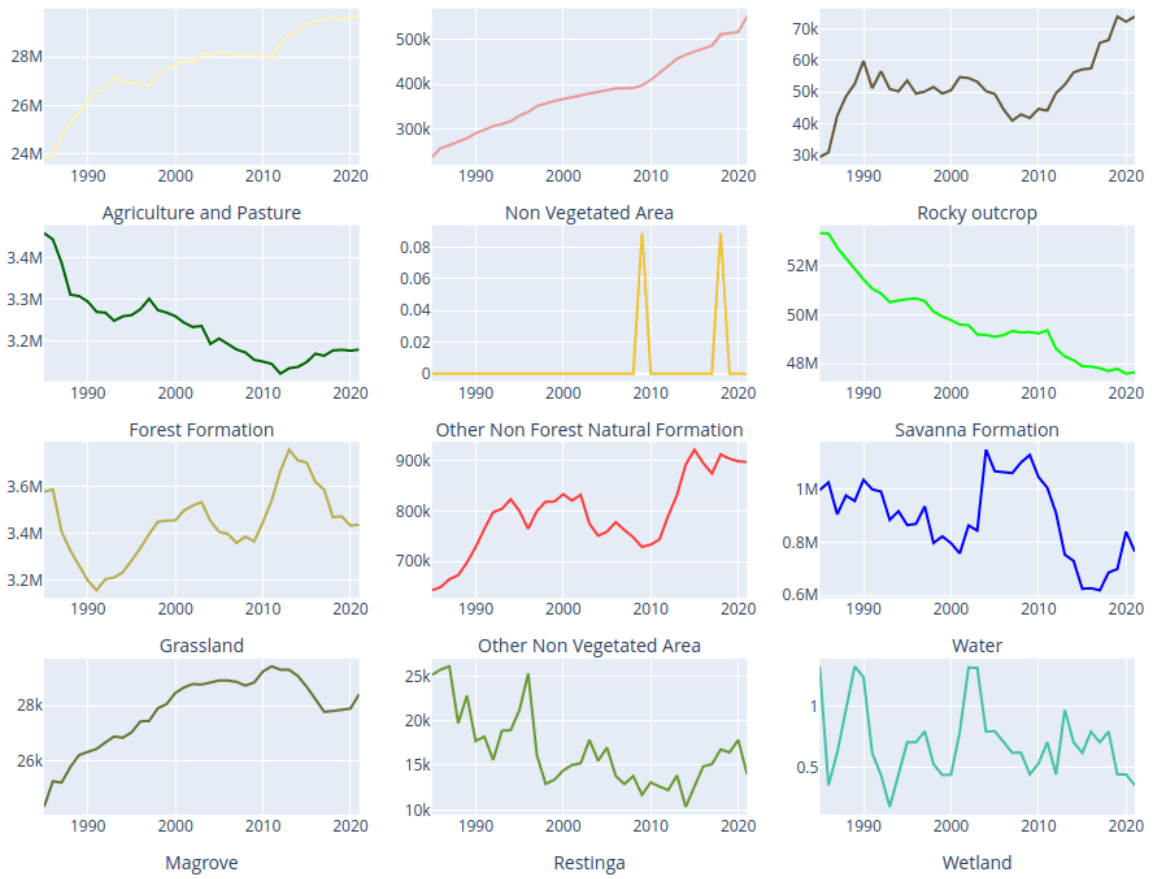 28M
26M
24M
1990 2000 2010 2020
Agriculture and Pasture
500k
400k
300k
1990 2000 2010 2020
Non Vegetated Area
70k
60k
50k
40k
30k
1990 2000 2010 2020
Rocky outcrop
3.4M
3.3M
3.2M
1990 2000 2010 2020
Forest Formation
0.08
0.06
0.04
0.02
0
1990 2000 2010 2020
Other Non Forest Natural Formation
52M
50M
48M
1990 2000 2010 2020
Savanna Formation
3.6M
3.4M
3.2M
1990 2000 2010 2020
Grassland
900k
800k
700k
1990 2000 2010 2020
Other Non Vegetated Area
1M
0.8M
0.6M
1990 2000 2010 2020
Water
28k
26k
1990 2000 2010 2020
Magrove
25k
20k
15k
10k
1990 2000 2010 2020
Restinga
1
0.5
1990 2000 2010 2020
Wetland